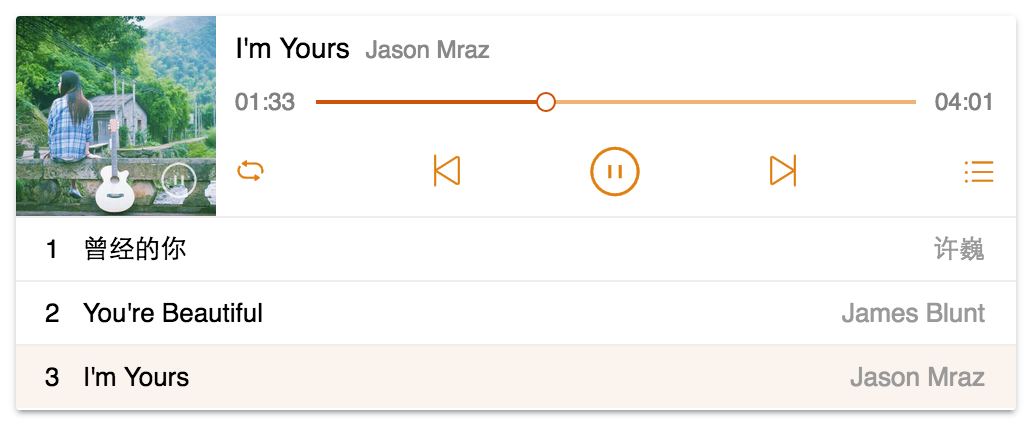 I'm Yours Jason Mraz
01:33 04:01
1 曾经的你 许巍
2 You're Beautiful James Blunt
3 I'm Yours Jason Mraz